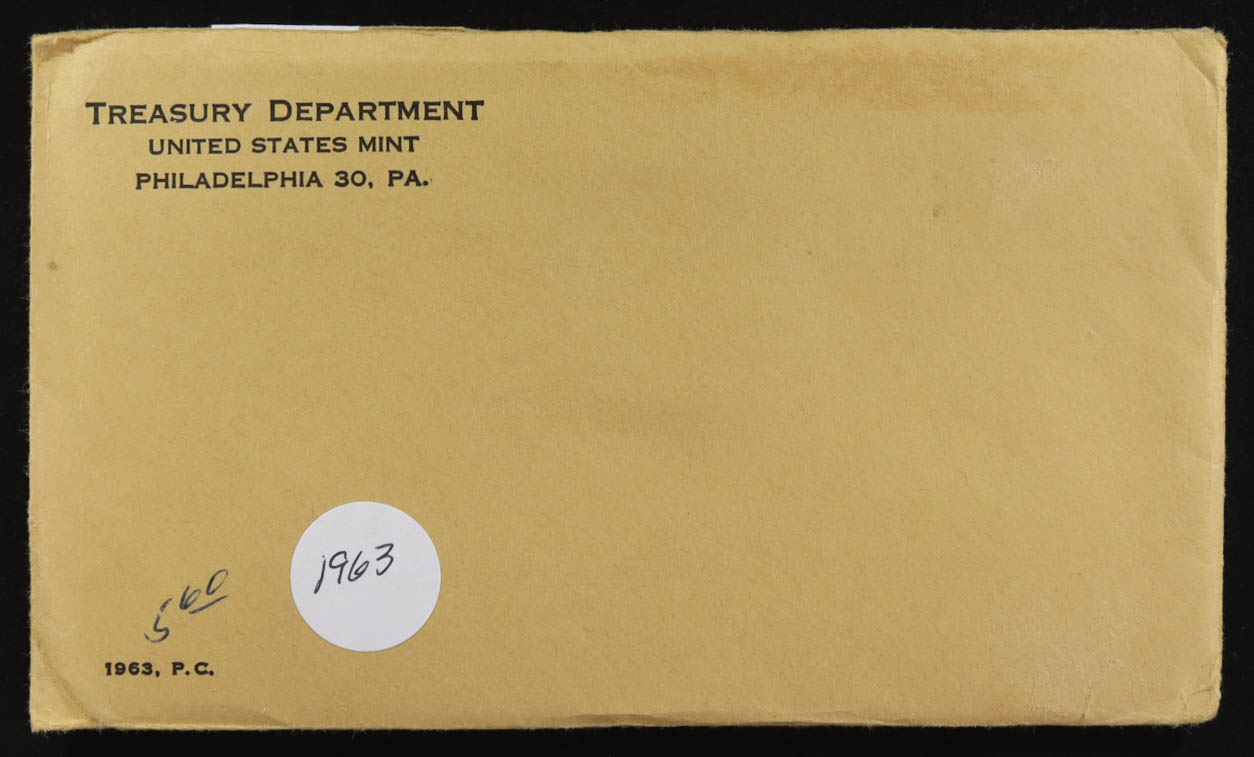 TREASURY DEPARTMENT
UNITED STATES MINT
PHILADELPHIA 30, PA.
1963
5 60
1963, P.C.